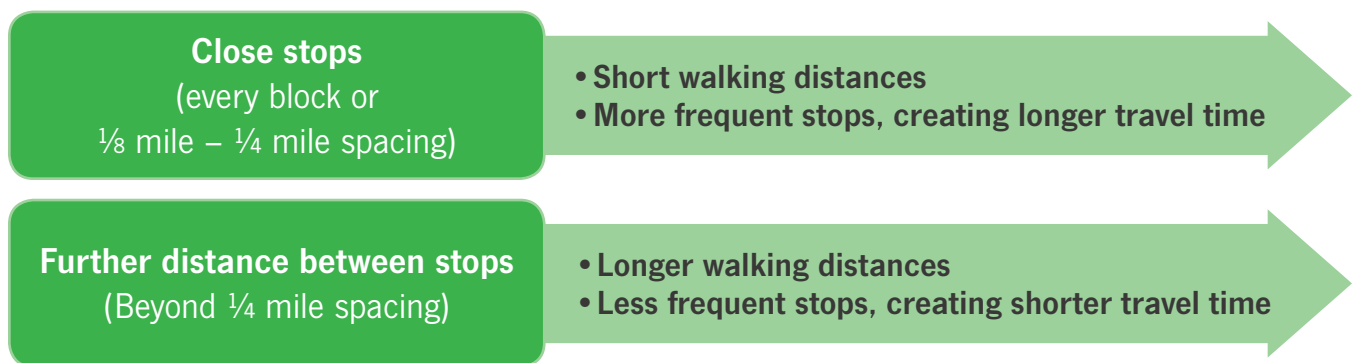 Close stops
(every block or
⅛ mile – ¼ mile spacing)
• Short walking distances
• More frequent stops, creating longer travel time
Further distance between stops
(Beyond ¼ mile spacing)
• Longer walking distances
• Less frequent stops, creating shorter travel time